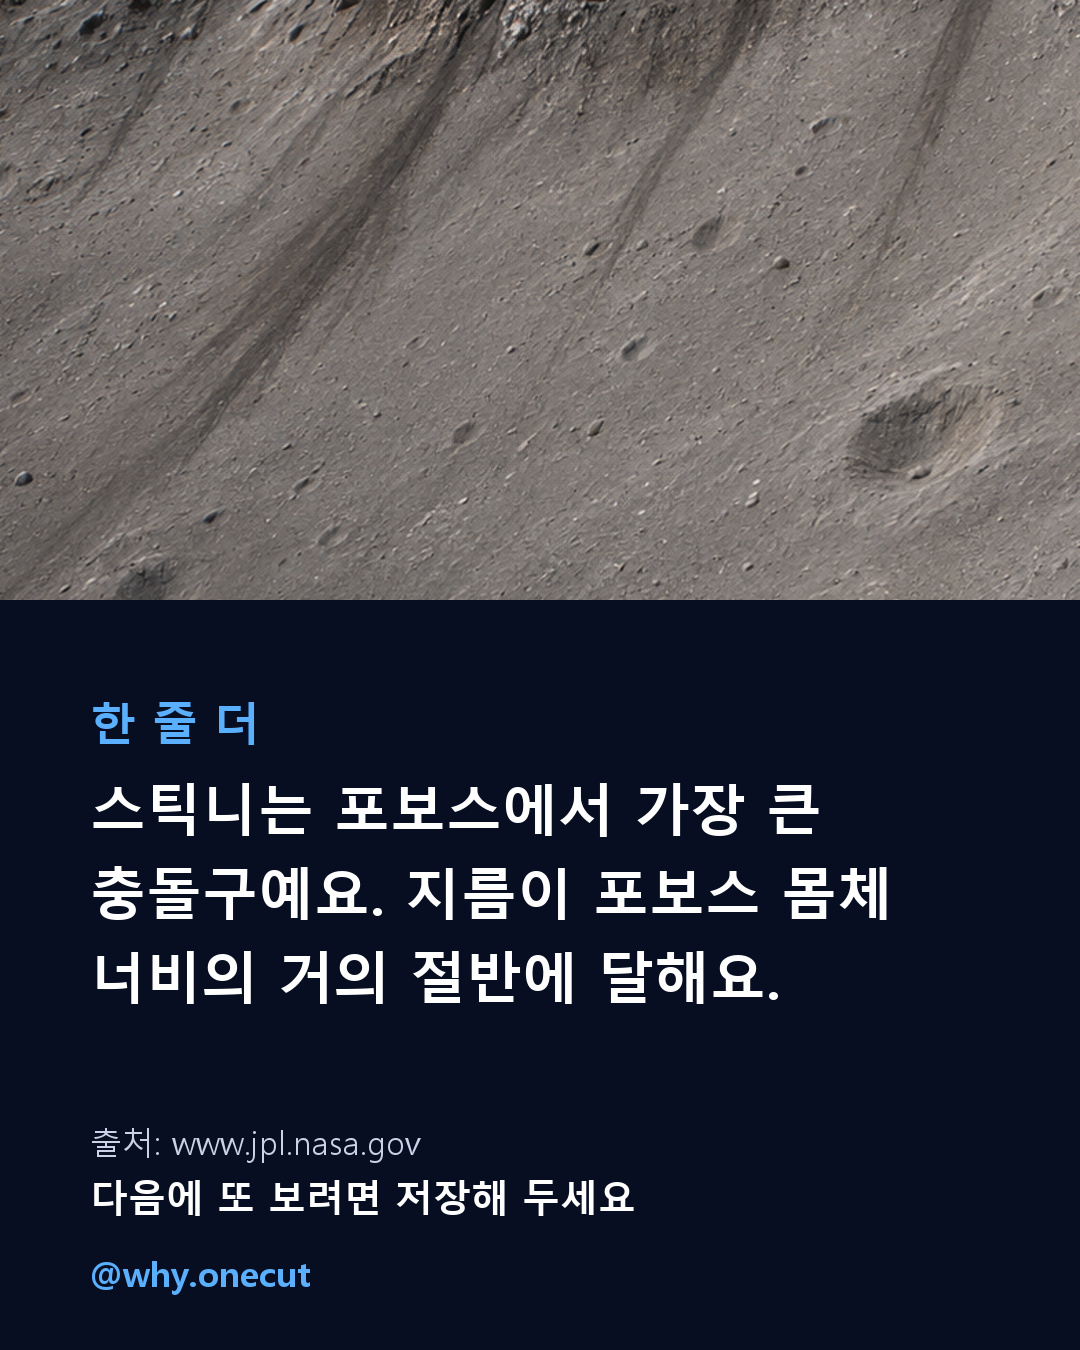 한 줄 더
스틱니는 포보스에서 가장 큰
충돌구예요. 지름이 포보스 몸체
너비의 거의 절반에 달해요.
출처: www.jpl.nasa.gov
다음에 또 보려면 저장해 두세요
@why.onecut